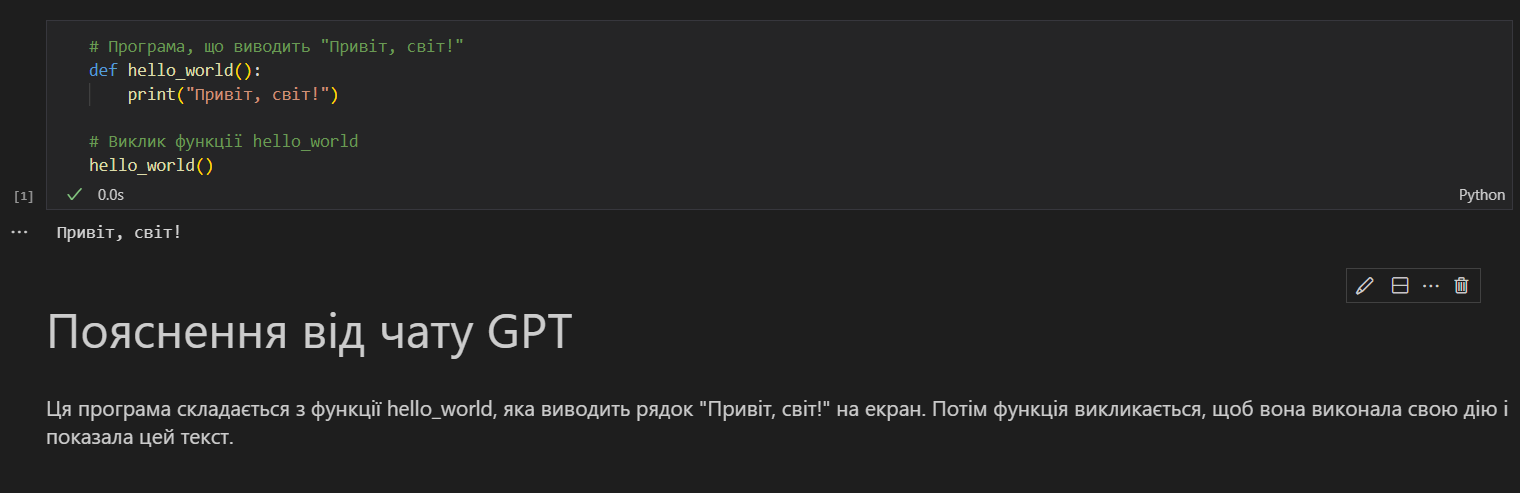 # Програма, що виводить "Привіт, світ!"
def hello_world():
    print("Привіт, світ!")
# Виклик функції hello_world
hello_world()
[1]
0.0s
Python
Привіт, світ!
Пояснення від чату GPT
Ця програма складається з функції hello_world, яка виводить рядок "Привіт, світ!" на екран. Потім функція викликається, щоб вона виконала свою дію і
показала цей текст.